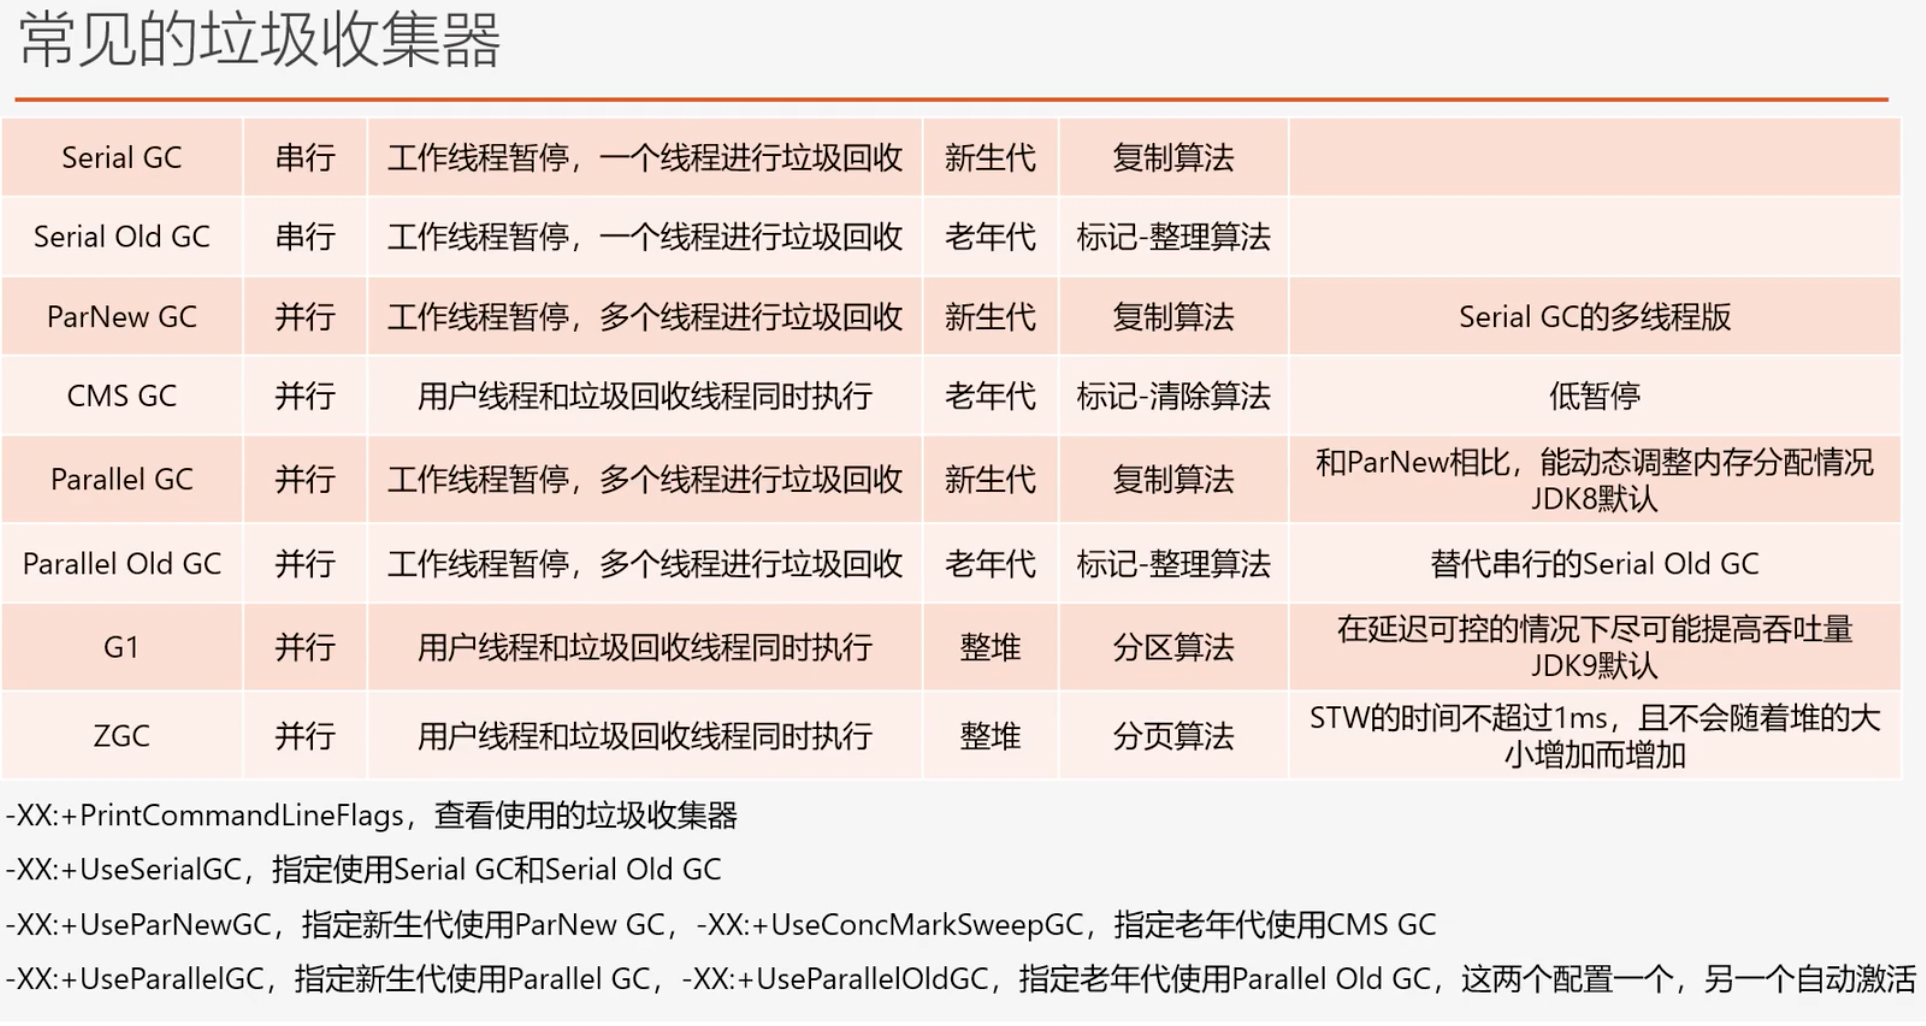 常见的垃圾收集器
Serial GC 串行 工作线程暂停，一个线程进行垃圾回收 新生代 复制算法
Serial Old GC 串行 工作线程暂停，一个线程进行垃圾回收 老年代 标记-整理算法
ParNew GC 并行 工作线程暂停，多个线程进行垃圾回收 新生代 复制算法 Serial GC的多线程版
CMS GC 并行 用户线程和垃圾回收线程同时执行 老年代 标记-清除算法 低暂停
Parallel GC 并行 工作线程暂停，多个线程进行垃圾回收 新生代 复制算法 和ParNew相比，能动态调整内存分配情况
JDK8默认
Parallel Old GC 并行 工作线程暂停，多个线程进行垃圾回收 老年代 标记-整理算法 替代串行的Serial Old GC
G1 并行 用户线程和垃圾回收线程同时执行 整堆 分区算法 在延迟可控的情况下尽可能提高吞吐量
JDK9默认
ZGC 并行 用户线程和垃圾回收线程同时执行 整堆 分页算法 STW的时间不超过1ms，且不会随着堆的大
小增加而增加
-XX:+PrintCommandLineFlags，查看使用的垃圾收集器
-XX:+UseSerialGC，指定使用Serial GC和Serial Old GC
-XX:+UseParNewGC，指定新生代使用ParNew GC，-XX:+UseConcMarkSweepGC，指定老年代使用CMS GC
-XX:+UseParallelGC，指定新生代使用Parallel GC，-XX:+UseParallelOldGC，指定老年代使用Parallel Old GC，这两个配置一个，另一个自动激活